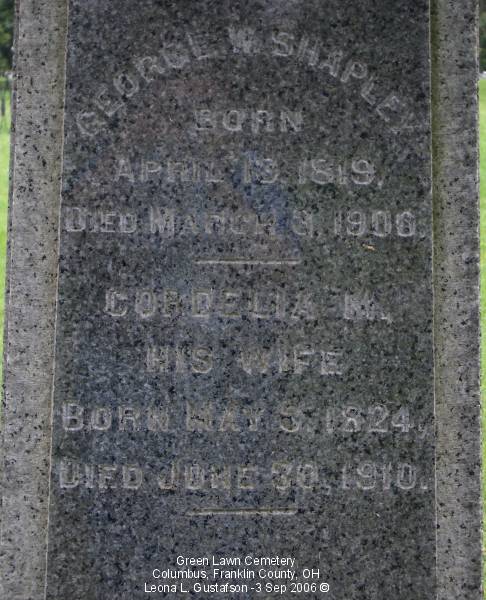 GEORGE W. SHAPLEY
BORN
APRIL 13, 1819.
DIED MARCH 8, 1906.
CORDELIA M.,
HIS WIFE
BORN MAY 5, 1824.
DIED JUNE 30, 1910.
Green Lawn Cemetery
Columbus, Franklin County, OH
Leona L. Gustafson -3 Sep 2006 ©